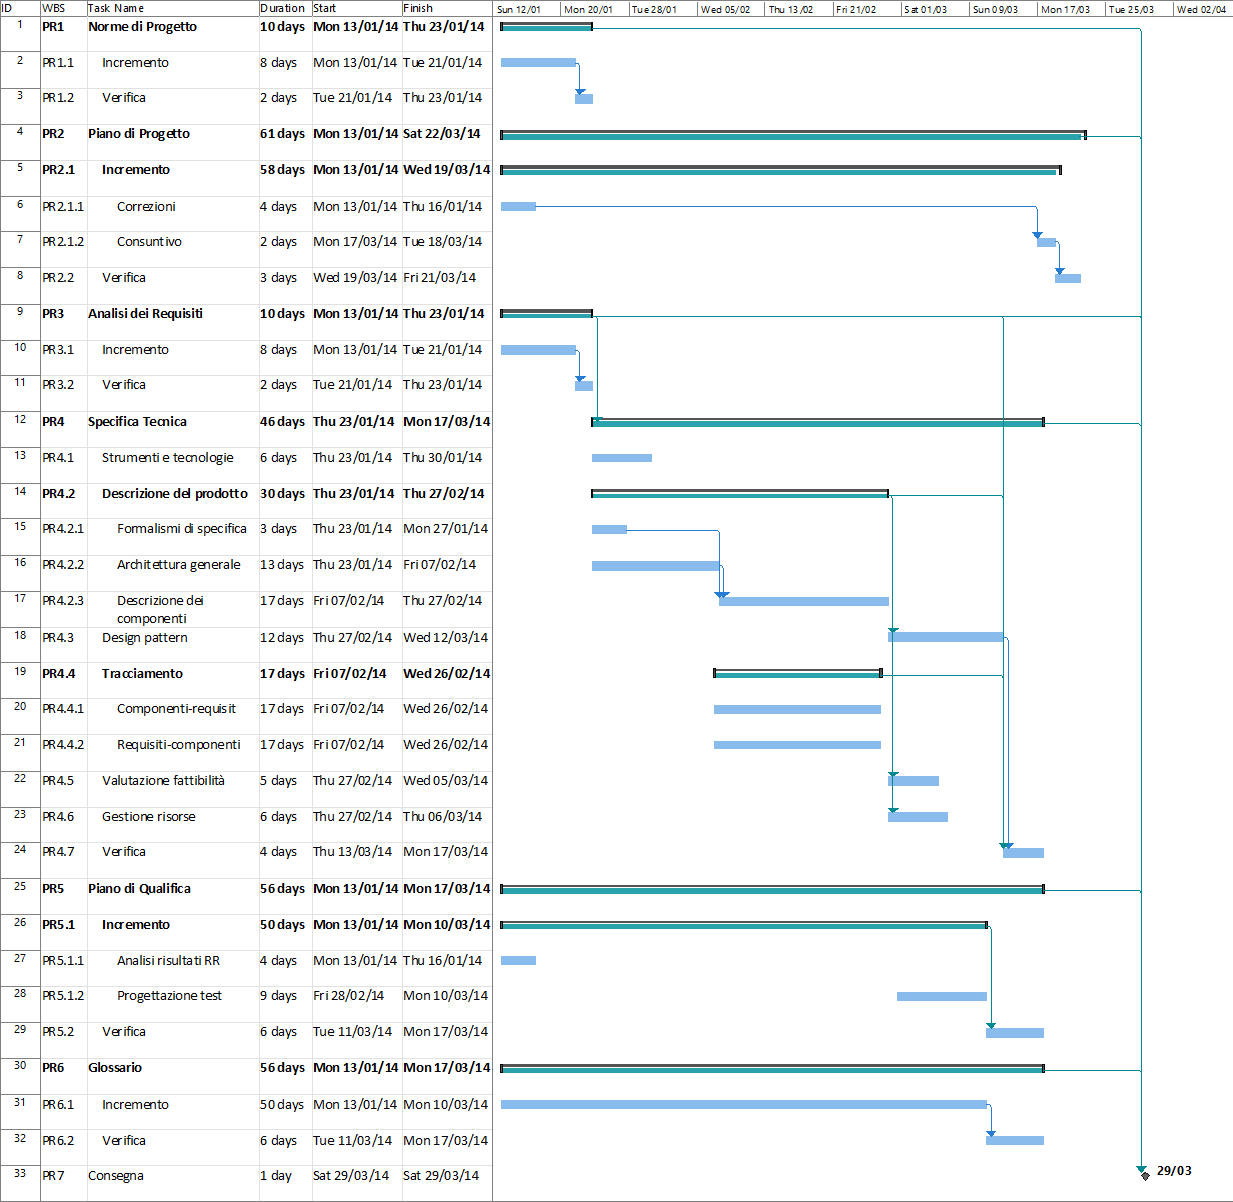 ID WBS Task Name Duration Start Finish Sun 12/01 Mon 20/01 Tue 28/01 Wed 05/02 Thu 13/02 Fri 21/02 Sat 01/03 Sun 09/03 Mon 17/03 Tue 25/03 Wed 02/04
1 PR1 Norme di Progetto 10 days Mon 13/01/14 Thu 23/01/14
2 PR1.1 Incremento 8 days Mon 13/01/14 Tue 21/01/14
3 PR1.2 Verifica 2 days Tue 21/01/14 Thu 23/01/14
4 PR2 Piano di Progetto 61 days Mon 13/01/14 Sat 22/03/14
5 PR2.1 Incremento 58 days Mon 13/01/14 Wed 19/03/14
6 PR2.1.1 Correzioni 4 days Mon 13/01/14 Thu 16/01/14
7 PR2.1.2 Consuntivo 2 days Mon 17/03/14 Tue 18/03/14
8 PR2.2 Verifica 3 days Wed 19/03/14 Fri 21/03/14
9 PR3 Analisi dei Requisiti 10 days Mon 13/01/14 Thu 23/01/14
10 PR3.1 Incremento 8 days Mon 13/01/14 Tue 21/01/14
11 PR3.2 Verifica 2 days Tue 21/01/14 Thu 23/01/14
12 PR4 Specifica Tecnica 46 days Thu 23/01/14 Mon 17/03/14
13 PR4.1 Strumenti e tecnologie 6 days Thu 23/01/14 Thu 30/01/14
14 PR4.2 Descrizione del prodotto 30 days Thu 23/01/14 Thu 27/02/14
15 PR4.2.1 Formalismi di specifica 3 days Thu 23/01/14 Mon 27/01/14
16 PR4.2.2 Architettura generale 13 days Thu 23/01/14 Fri 07/02/14
17 PR4.2.3 Descrizione dei 17 days Fri 07/02/14 Thu 27/02/14
componenti
18 PR4.3 Design pattern 12 days Thu 27/02/14 Wed 12/03/14
19 PR4.4 Tracciamento 17 days Fri 07/02/14 Wed 26/02/14
20 PR4.4.1 Componenti-requisit 17 days Fri 07/02/14 Wed 26/02/14
21 PR4.4.2 Requisiti-componenti 17 days Fri 07/02/14 Wed 26/02/14
22 PR4.5 Valutazione fattibilità 5 days Thu 27/02/14 Wed 05/03/14
23 PR4.6 Gestione risorse 6 days Thu 27/02/14 Thu 06/03/14
24 PR4.7 Verifica 4 days Thu 13/03/14 Mon 17/03/14
25 PR5 Piano di Qualifica 56 days Mon 13/01/14 Mon 17/03/14
26 PR5.1 Incremento 50 days Mon 13/01/14 Mon 10/03/14
27 PR5.1.1 Analisi risultati RR 4 days Mon 13/01/14 Thu 16/01/14
28 PR5.1.2 Progettazione test 9 days Fri 28/02/14 Mon 10/03/14
29 PR5.2 Verifica 6 days Tue 11/03/14 Mon 17/03/14
30 PR6 Glossario 56 days Mon 13/01/14 Mon 17/03/14
31 PR6.1 Incremento 50 days Mon 13/01/14 Mon 10/03/14
32 PR6.2 Verifica 6 days Tue 11/03/14 Mon 17/03/14
33 PR7 Consegna 1 day Sat 29/03/14 Sat 29/03/14 29/03